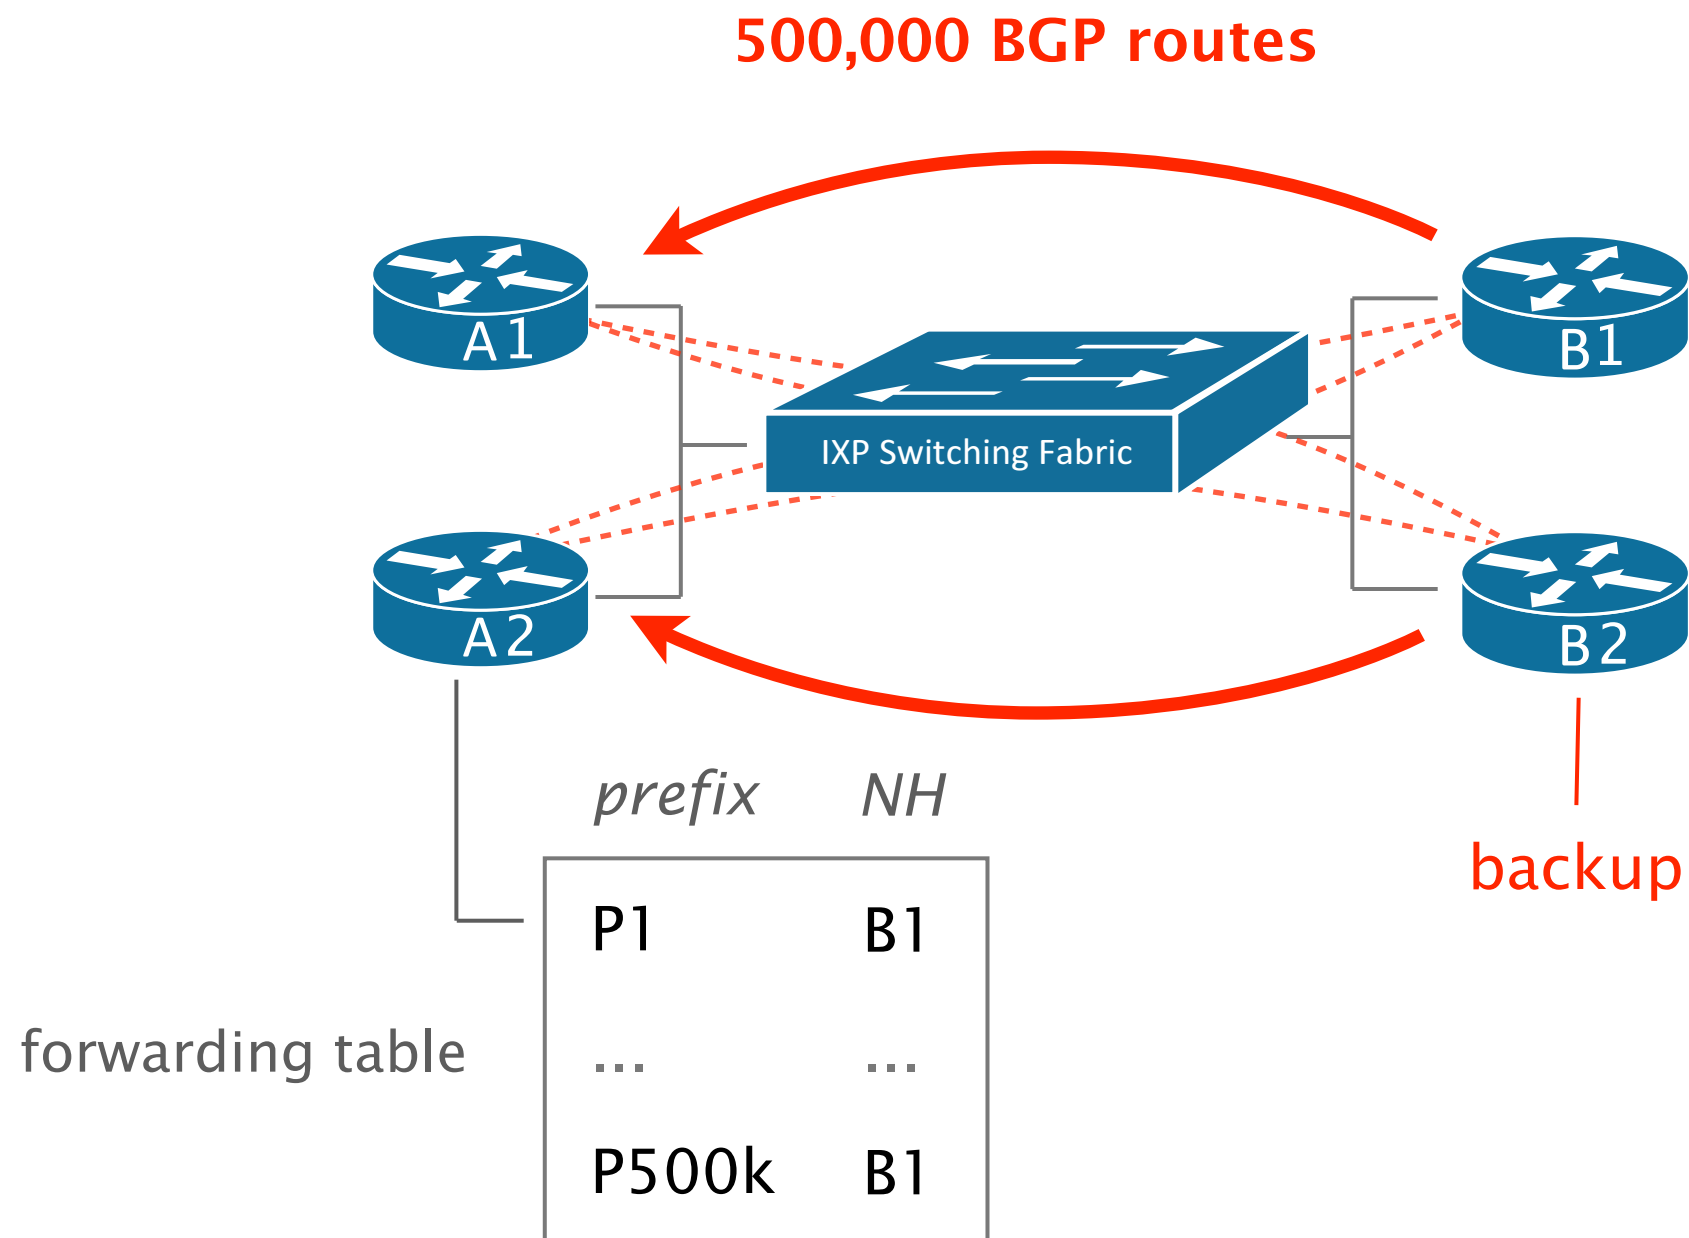 500,000 BGP routes
A1
B1
IXP Switching Fabric
A2
B2
prefix NH
backup
P1 B1
forwarding table
... ...
P500k B1